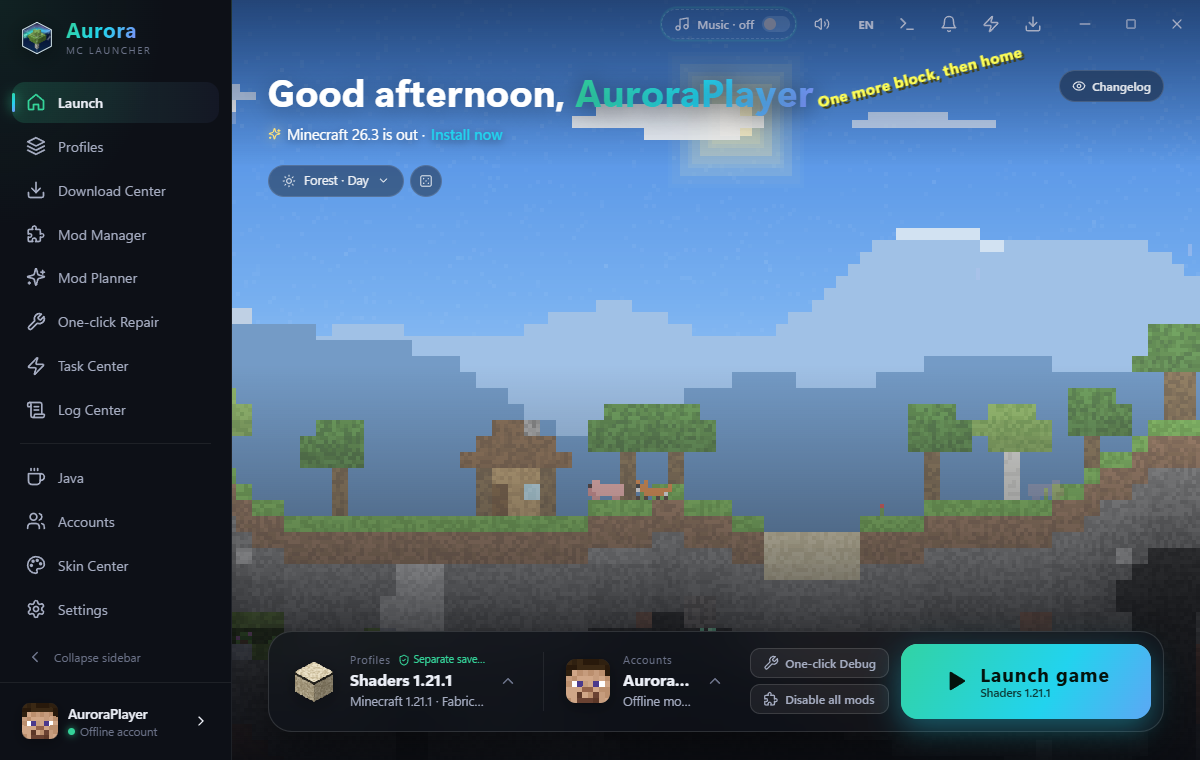 Aurora
MC LAUNCHER
Launch
Profiles
Download Center
Mod Manager
Mod Planner
One-click Repair
Task Center
Log Center
Java
Accounts
Skin Center
Settings
Collapse sidebar
AuroraPlayer
Offline account
Music · off
EN
Good afternoon, AuroraPlayer
One more block, then home
Changelog
Minecraft 26.3 is out · Install now
Forest · Day
Profiles
Separate save...
Shaders 1.21.1
Minecraft 1.21.1 · Fabric...
Accounts
Aurora...
Offline mo...
One-click Debug
Disable all mods
Launch game
Shaders 1.21.1